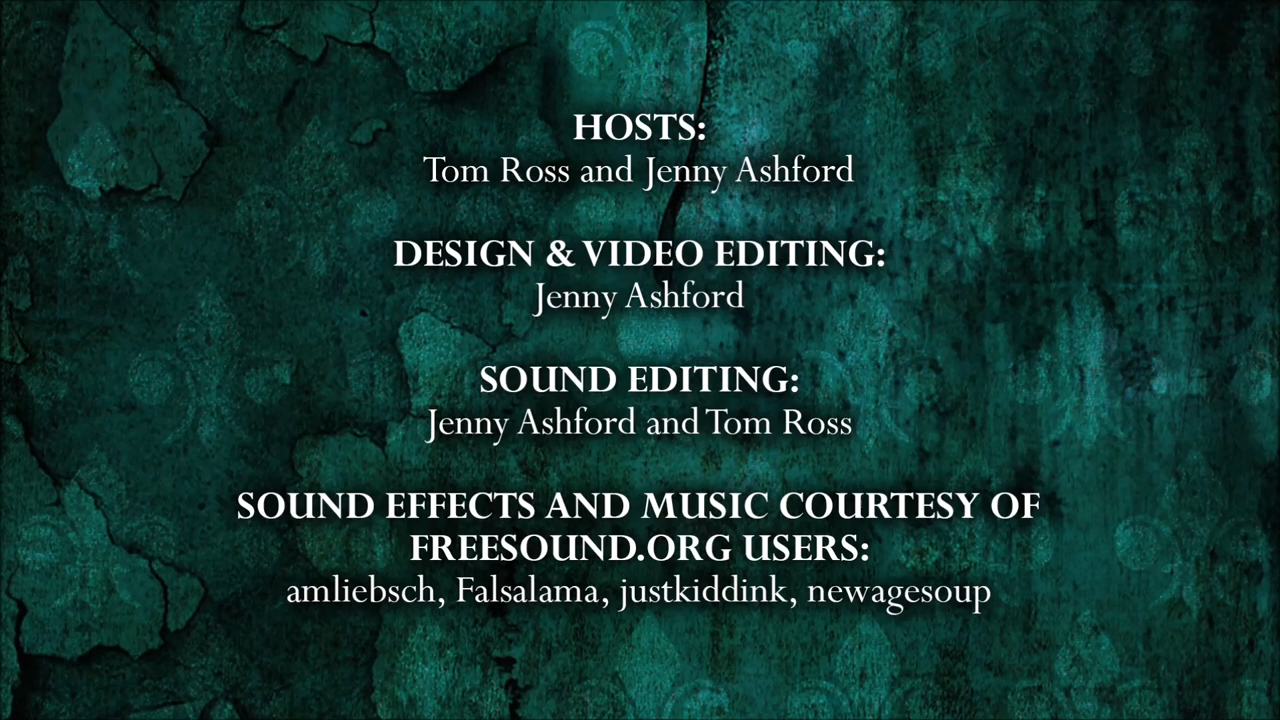 HOSTS:
Tom Ross and Jenny Ashford
DESIGN & VIDEO EDITING:
Jenny Ashford
SOUND EDITING:
Jenny Ashford and Tom Ross
SOUND EFFECTS AND MUSIC COURTESY OF
FREESOUND.ORG USERS:
amliebsch, Falsalama, justkiddink, newagesoup